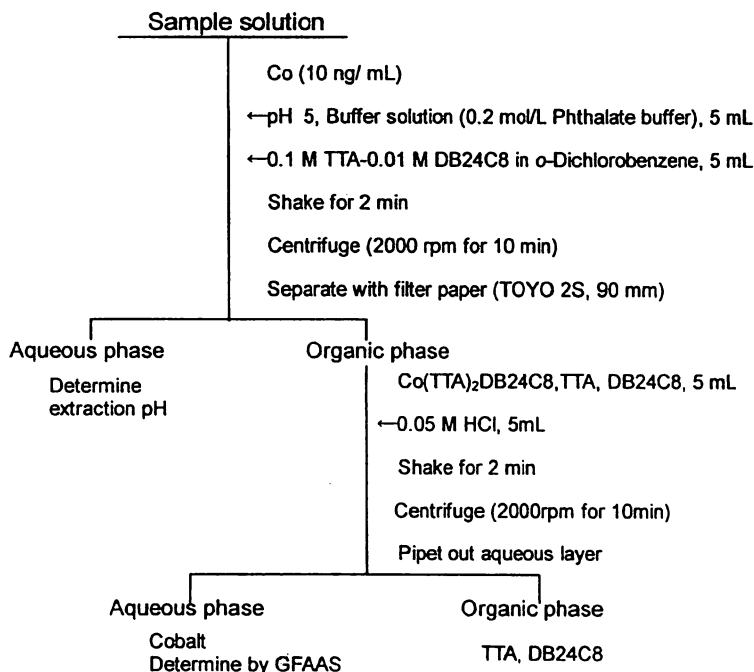 Sample solution
Co (10 ng/ mL)
←pH 5, Buffer solution (0.2 mol/L Phthalate buffer), 5 mL
←0.1 M TTA-0.01 M DB24C8 in o-Dichlorobenzene, 5 mL
Shake for 2 min
Centrifuge (2000 rpm for 10 min)
Separate with filter paper (TOYO 2S, 90 mm)
Aqueous phase
Determine
extraction pH
Organic phase
Co(TTA)₂DB24C8,TTA, DB24C8, 5 mL
←0.05 M HCl, 5mL
Shake for 2 min
Centrifuge (2000rpm for 10min)
Pipet out aqueous layer
Aqueous phase
Cobalt
Determine by GFAAS
Organic phase
TTA, DB24C8